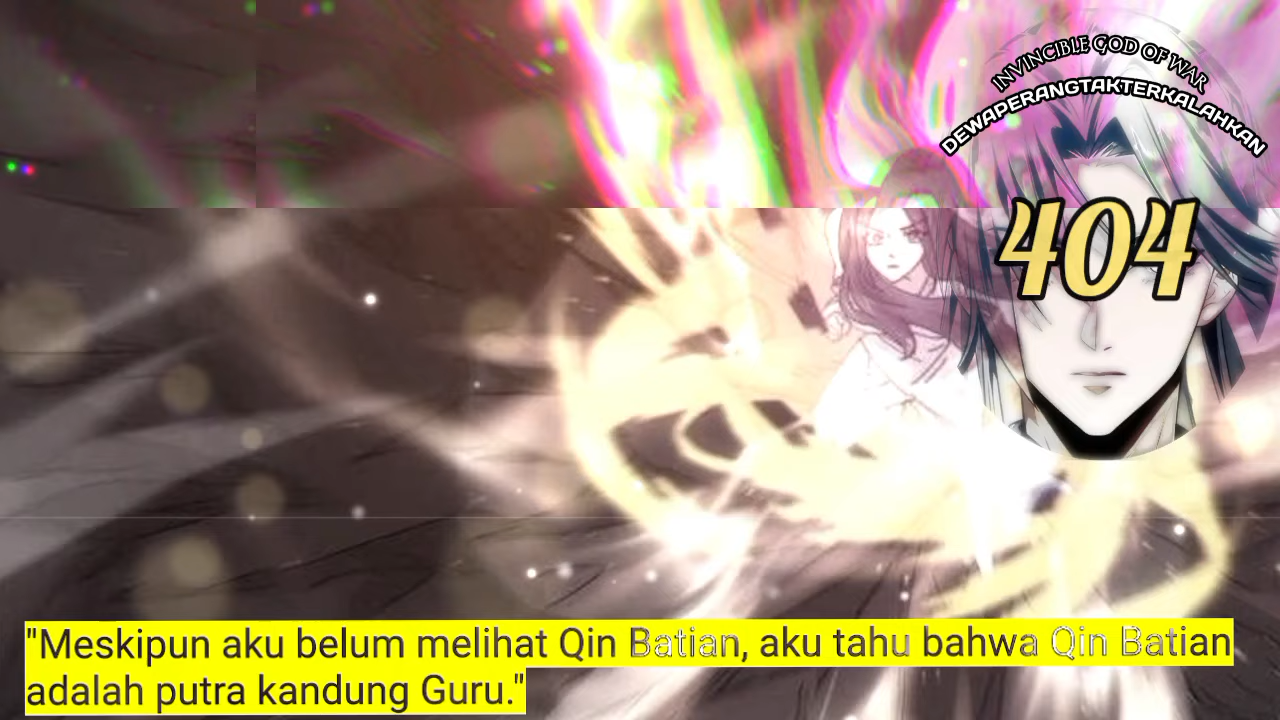 INVINCIBLE GOD OF WAR
DEWAPERANGTAKTERKALAHKAN
404
"Meskipun aku belum melihat Qin Batian, aku tahu bahwa Qin Batian
adalah putra kandung Guru."